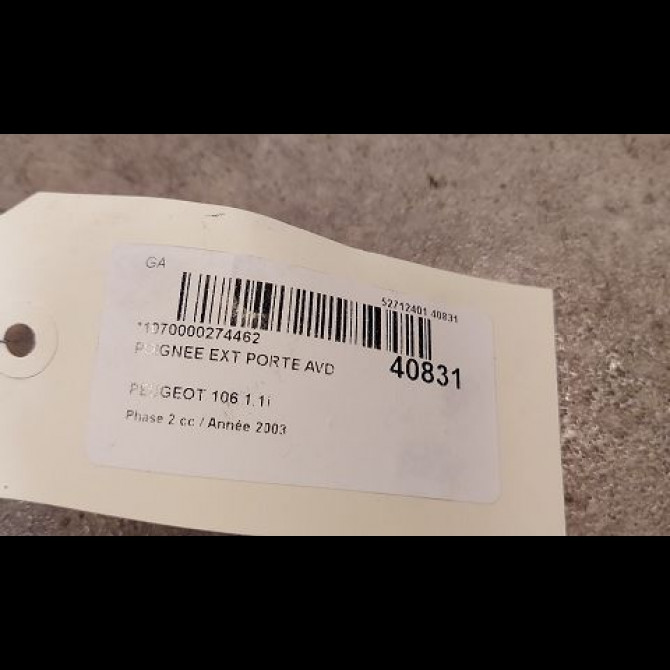 GA
52712401 40831
*1070000274462
POIGNEE EXT PORTE AVD
40831
PEUGEOT 106 1.1i
Phase 2 cc / Année 2003